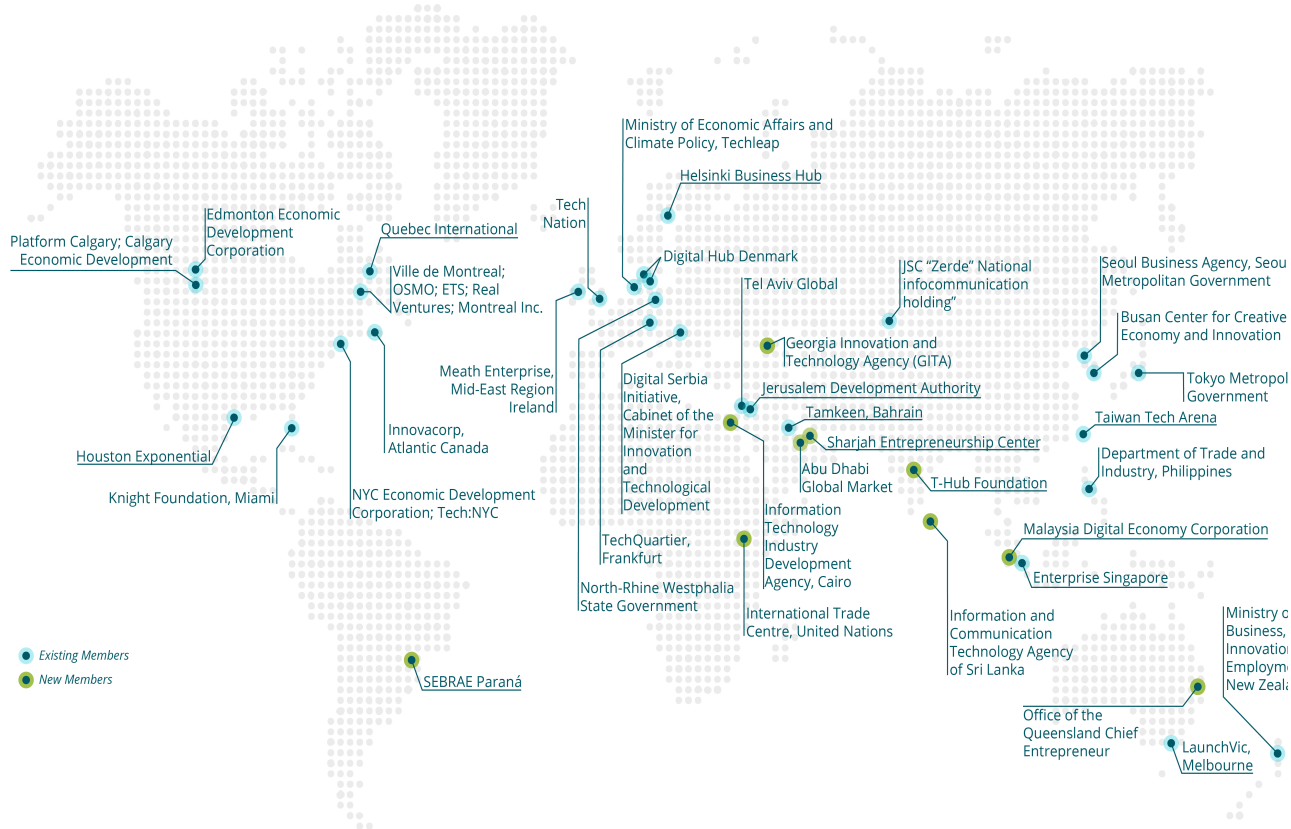 Ministry of Economic Affairs and
Climate Policy, Techleap
Helsinki Business Hub
Tech
Nation
Edmonton Economic
Development
Corporation
Platform Calgary; Calgary
Economic Development
Quebec International
Ville de Montreal;
OSMO; ETS; Real
Ventures; Montreal Inc.
Digital Hub Denmark
Tel Aviv Global
JSC “Zerde” National
infocommunication
holding”
Seoul Business Agency, Seou
Metropolitan Government
Busan Center for Creative
Economy and Innovation
Georgia Innovation and
Technology Agency (GITA)
Meath Enterprise,
Mid-East Region
Ireland
Digital Serbia
Initiative,
Cabinet of the
Minister for
Innovation
and
Technological
Development
Jerusalem Development Authority
Tokyo Metropol
Government
Tamkeen, Bahrain
Taiwan Tech Arena
Innovacorp,
Atlantic Canada
Sharjah Entrepreneurship Center
Houston Exponential
Abu Dhabi
Global Market
Department of Trade and
Industry, Philippines
T-Hub Foundation
Knight Foundation, Miami
NYC Economic Development
Corporation; Tech:NYC
Information
Technology
Industry
Development
Agency, Cairo
TechQuartier,
Frankfurt
Malaysia Digital Economy Corporation
Enterprise Singapore
North-Rhine Westphalia
State Government
International Trade
Centre, United Nations
Information and
Communication
Technology Agency
of Sri Lanka
Ministry o
Business,
Innovation
Employm
New Zeala
Existing Members
New Members
SEBRAE Paraná
Office of the
Queensland Chief
Entrepreneur
LaunchVic,
Melbourne